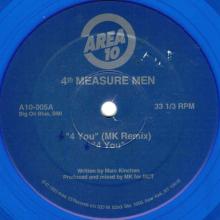 AREA
10
4th MEASURE MEN
A10-005A
Big On Blue, BMI
33 1/3 RPM
"4 You" (MK Remix)
"4 You"
Written by Marc Kinchen
Produced and mixed by MK for